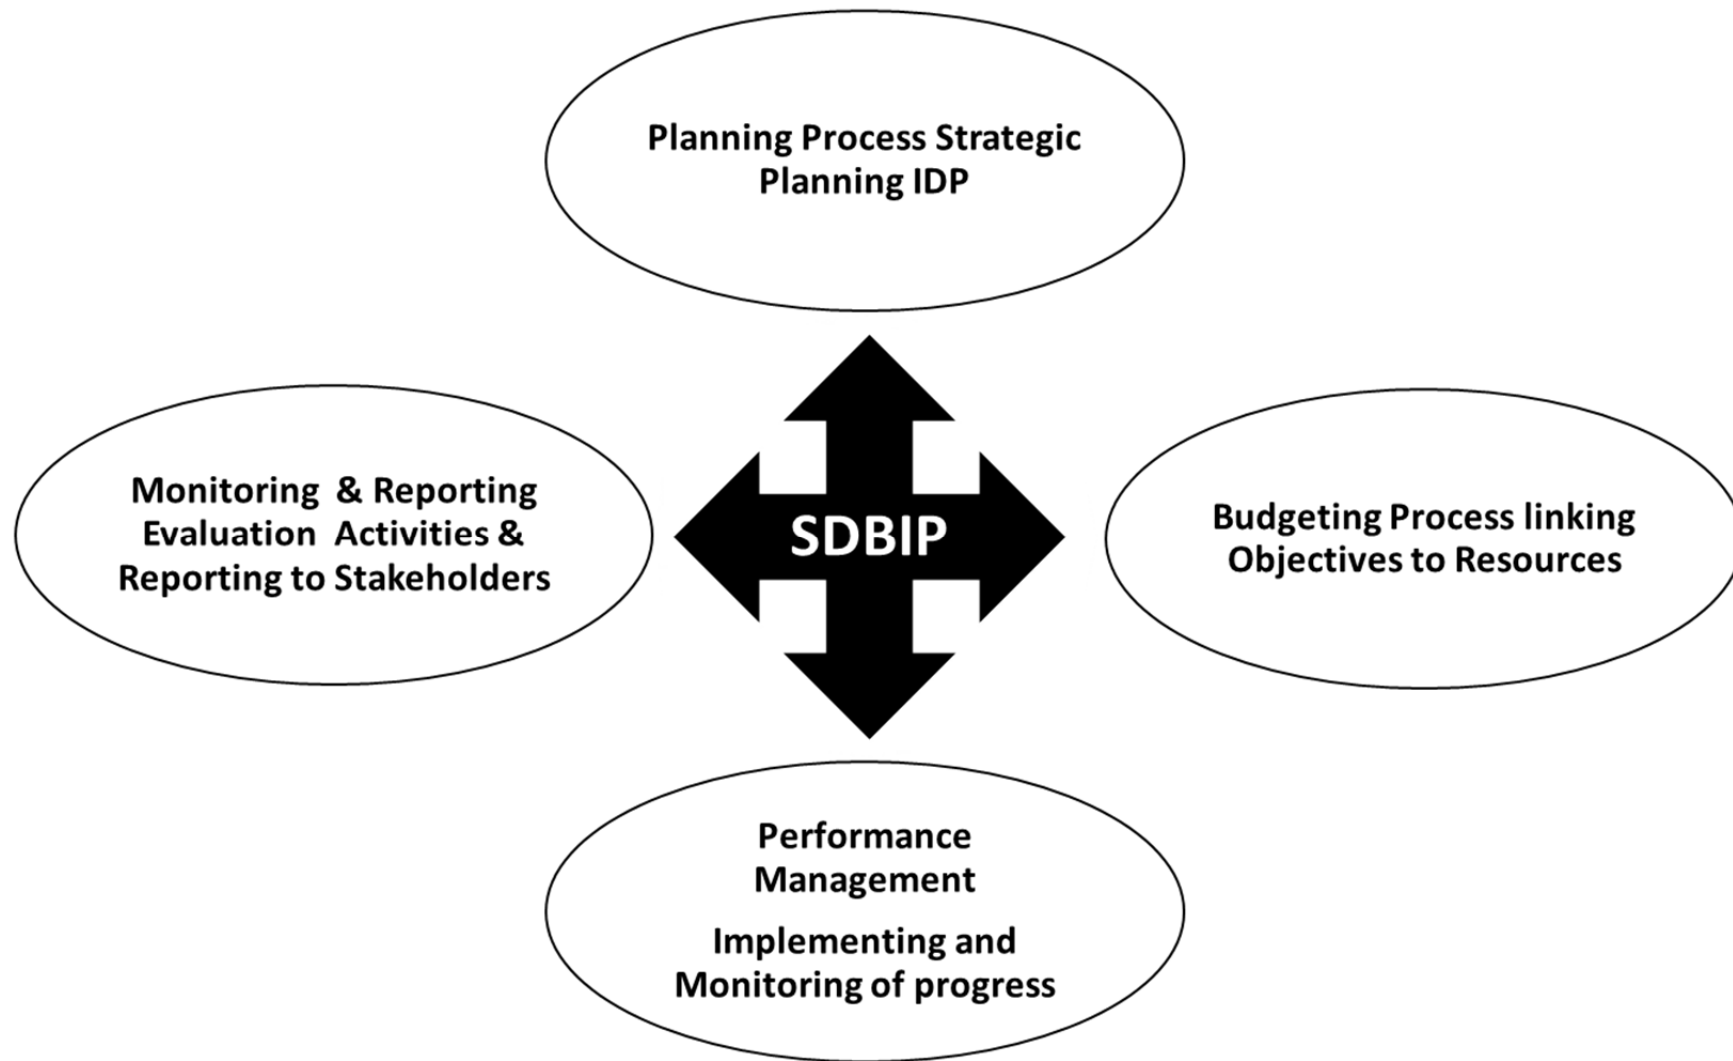 Planning Process Strategic
Planning IDP
Monitoring & Reporting
Evaluation Activities &
Reporting to Stakeholders
SDBIP
Budgeting Process linking
Objectives to Resources
Performance
Management
Implementing and
Monitoring of progress